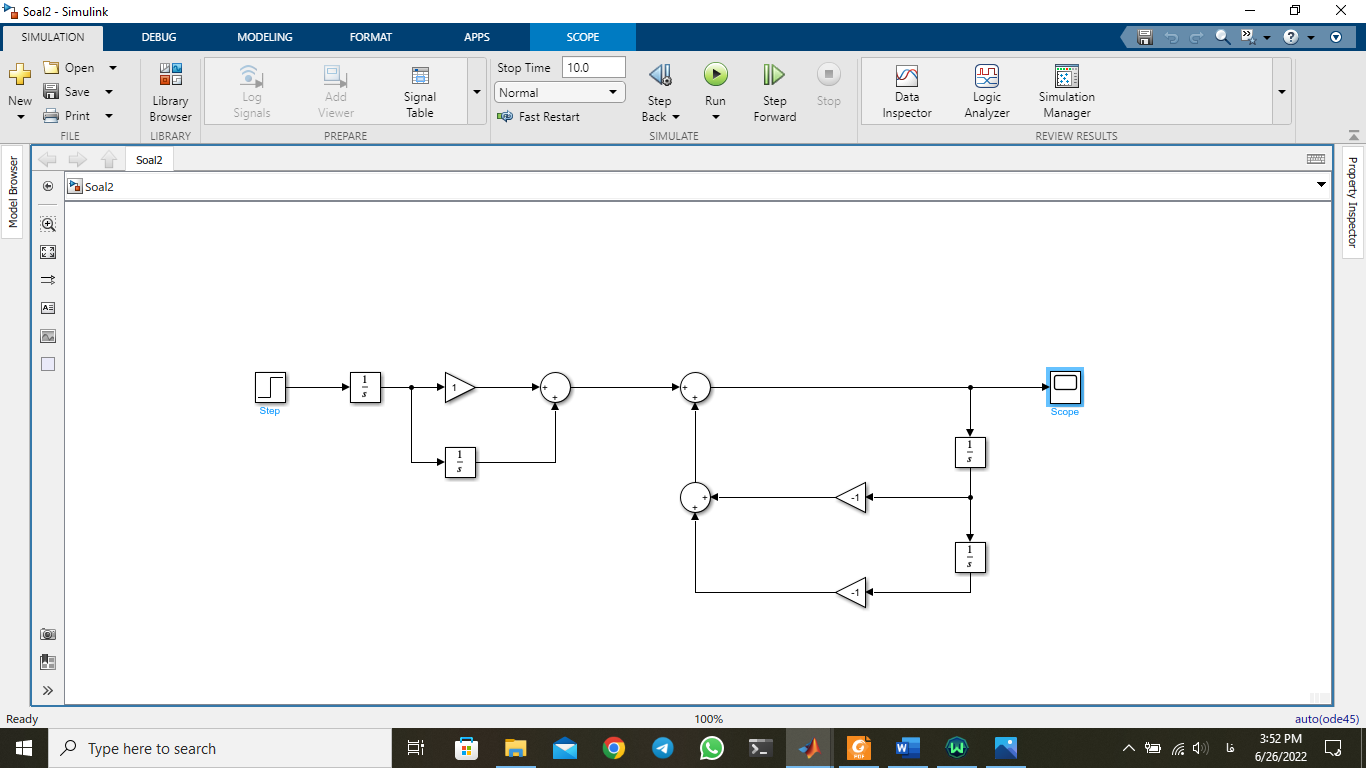 Soal2 - Simulink
SIMULATION DEBUG MODELING FORMAT APPS SCOPE
New
Open
Save
Print
FILE
Library
Browser
LIBRARY
Log
Signals
Add
Viewer
Signal
Table
PREPARE
Stop Time 10.0
Normal
Fast Restart
Step
Back
Run
Step
Forward
Stop
SIMULATE
Data
Inspector
Logic
Analyzer
Simulation
Manager
REVIEW RESULTS
Model Browser
Soal2
Property Inspector
Soal2
Step
1
s
1
+
+
1
s
+
+
Scope
1
s
+
+
-1
1
s
-1
Ready
100%
auto(ode45)
Type here to search
فا
3:52 PM
6/26/2022